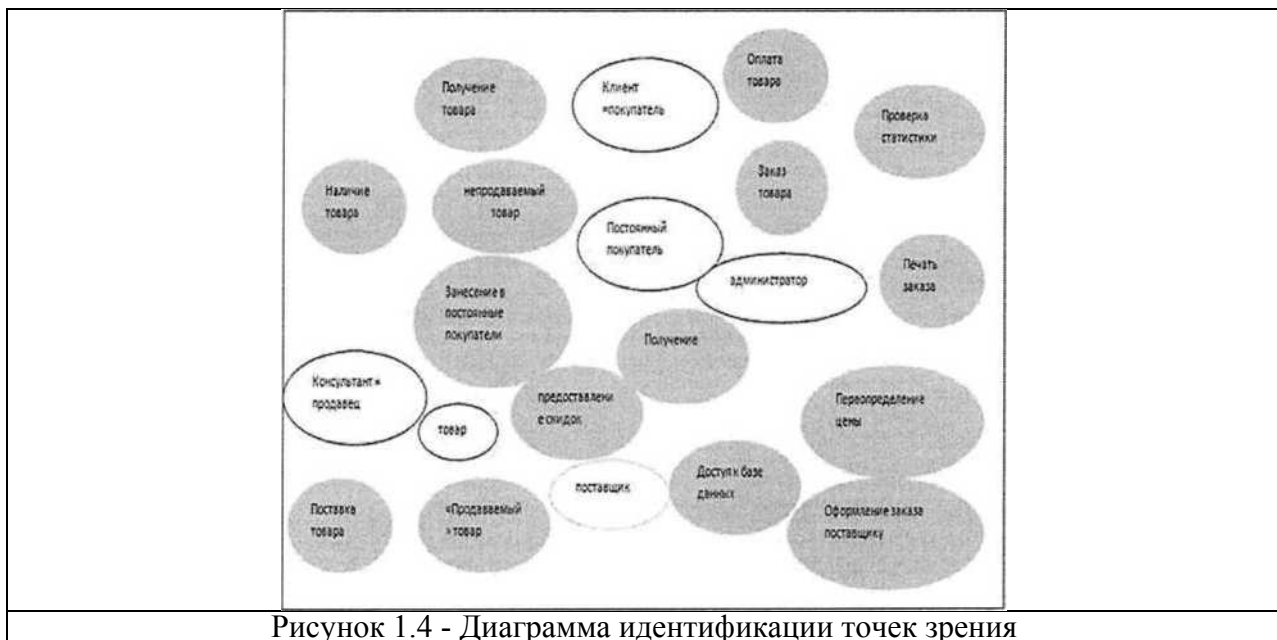 Оплата
товара
Получение
товара
Клиент
=покупатель
Проверка
статистики
Заказ
товара
Наличие
товара
непродаваемый
товар
Постоянный
покупатель
администратор
Печать
заказа
Занесение в
постоянные
покупатели
Получение
Консультант =
продавец
предоставлени
е скидок
Переопределение
цены
товар
поставщик
Доступ к базе
данных
Поставка
товара
«Продаваемый
» товар
Оформление заказа
поставщику
Рисунок 1.4 - Диаграмма идентификации точек зрения